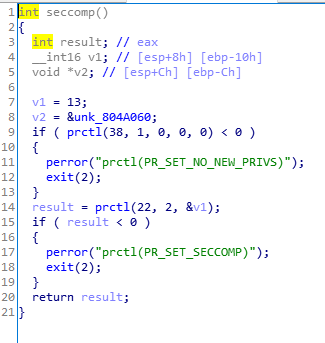 1 int seccomp()
2 {
3 int result; // eax
4 __int16 v1; // [esp+8h] [ebp-10h]
5 void *v2; // [esp+Ch] [ebp-Ch]
6
7 v1 = 13;
8 v2 = &unk_804A060;
9 if ( prctl(38, 1, 0, 0, 0) < 0 )
10 {
11 perror("prctl(PR_SET_NO_NEW_PRIVS)");
12 exit(2);
13 }
14 result = prctl(22, 2, &v1);
15 if ( result < 0 )
16 {
17 perror("prctl(PR_SET_SECCOMP)");
18 exit(2);
19 }
20 return result;
21 }